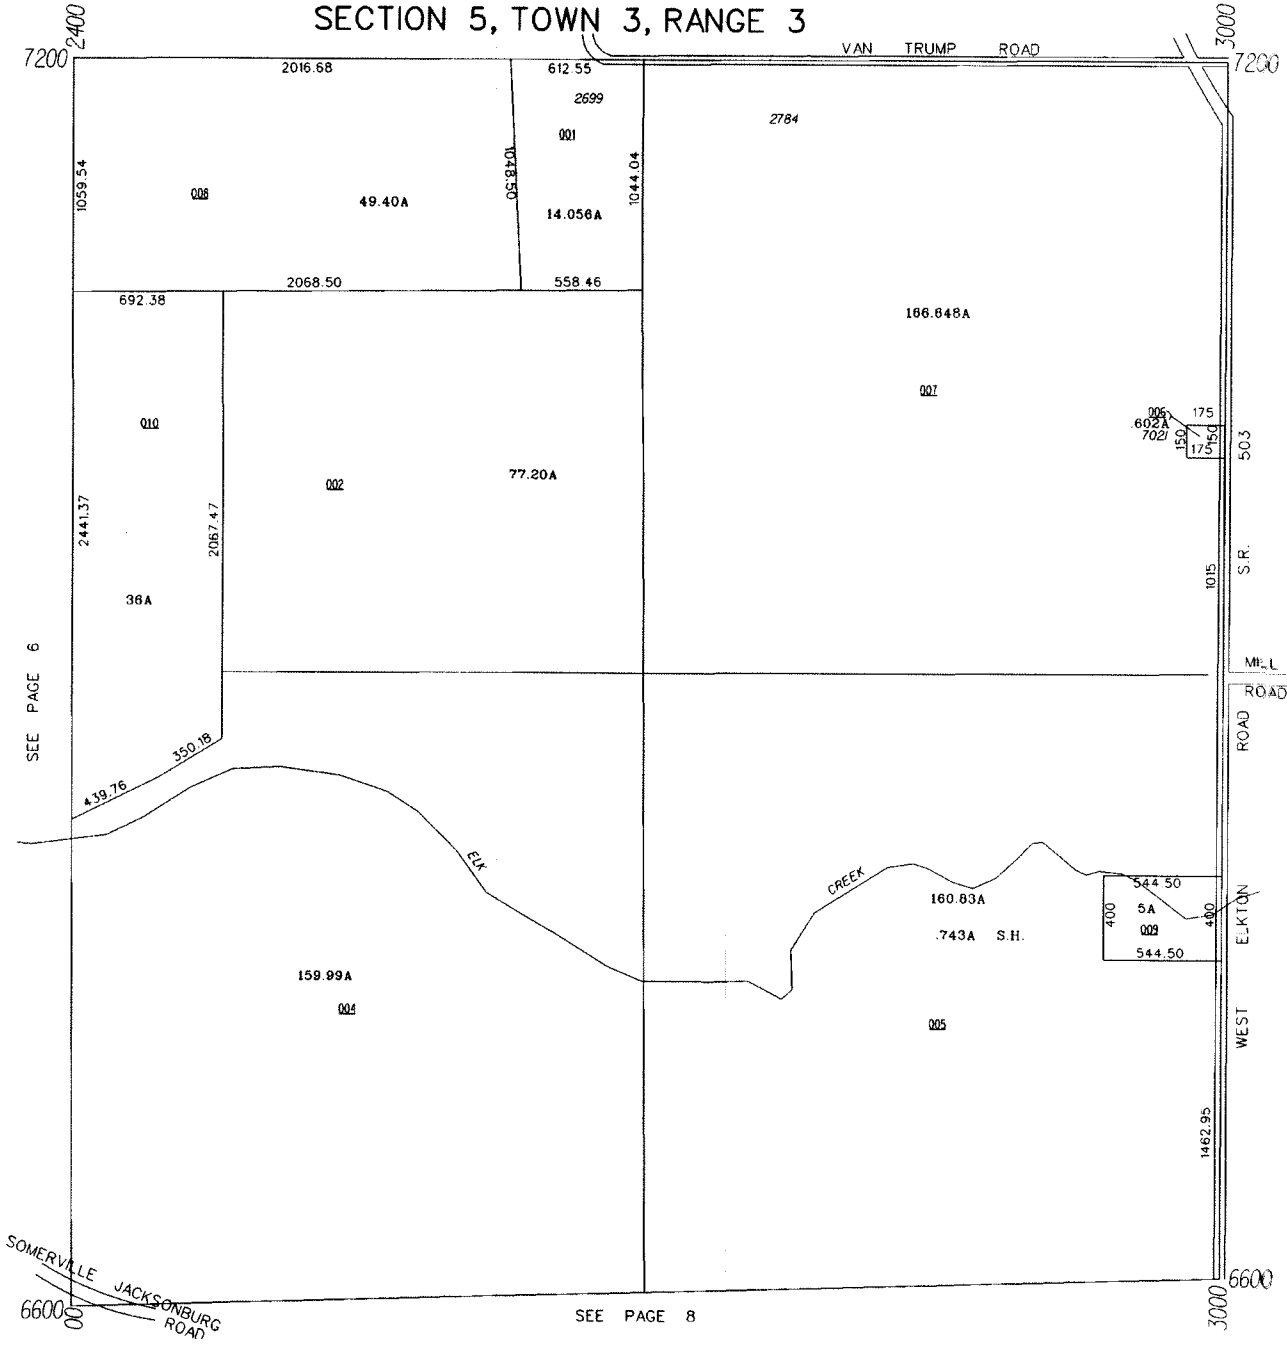 SECTION 5, TOWN 3, RANGE 3
2400
3000
7200
7200
VAN TRUMP ROAD
2016.68
612.55
2699
001
2784
1059.54
008
49.40A
1048.50
14.056A
1044.04
2068.50
558.46
692.38
166.648A
007
010
006
175
.602A
7021
150
150
175
503
002
77.20A
2441.37
2067.47
36A
1015
S.R.
SEE PAGE 6
MILL
ROAD
350.18
439.76
ROAD
ELK
CREEK
160.83A
544.50
5A
400
400
009
544.50
ELKTON
.743A S.H.
159.99A
004
005
WEST
1462.95
SOMERVILLE JACKSONBURG
ROAD
6600
00
SEE PAGE 8
6600
3000